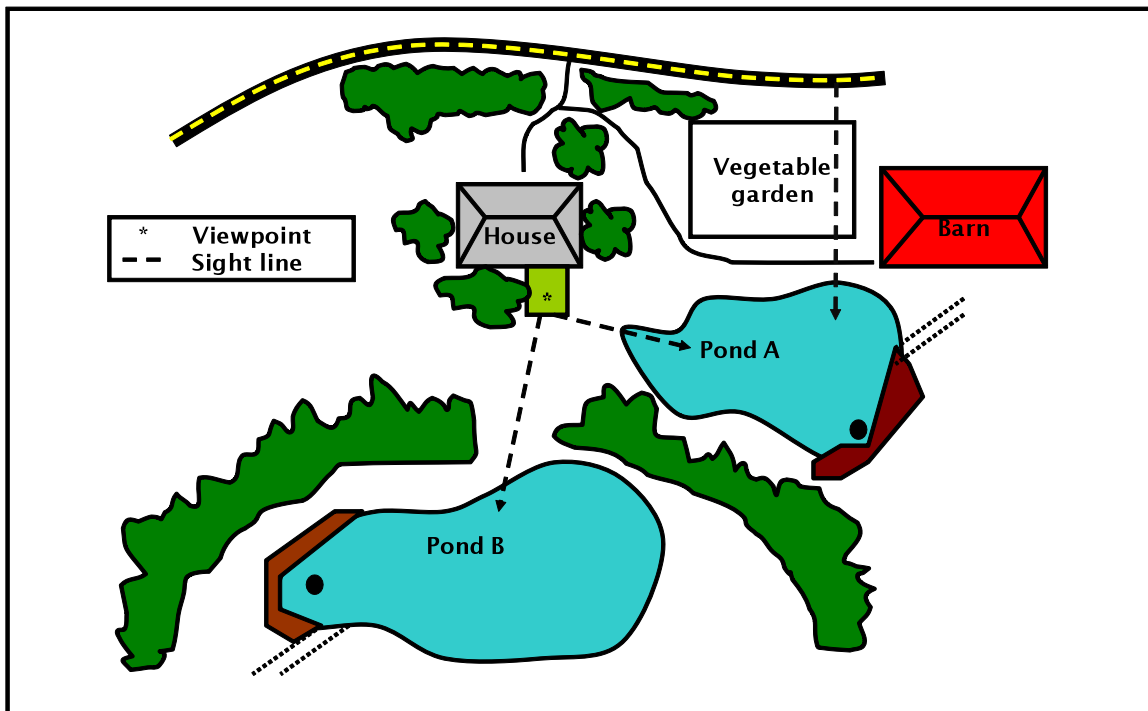 Vegetable
garden
Barn
* Viewpoint
Sight line
House
*
Pond A
Pond B